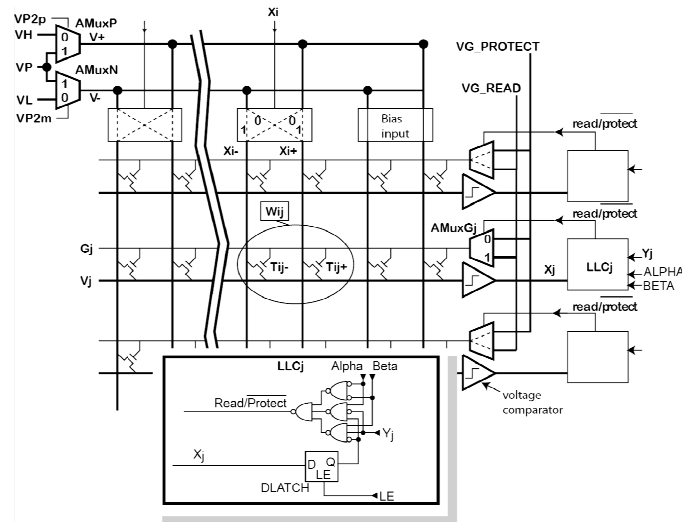 VP2p
AMuxP
Xi
VH
0
V+
1
VG_PROTECT
VP
AMuxN
1
VL
0
V-
VG_READ
VP2m
1
0
0
1
Bias
input
read/protect
Xi-
Xi+
Wij
read/protect
AMuxGj
Gj
0
1
Tij-
Tij+
Xj
LLCj
Yj
ALPHA
BETA
Vj
read/protect
LLCj
Alpha
Beta
Read/Protect
Yj
voltage
comparator
Xj
D
Q
LE
DLATCH
LE